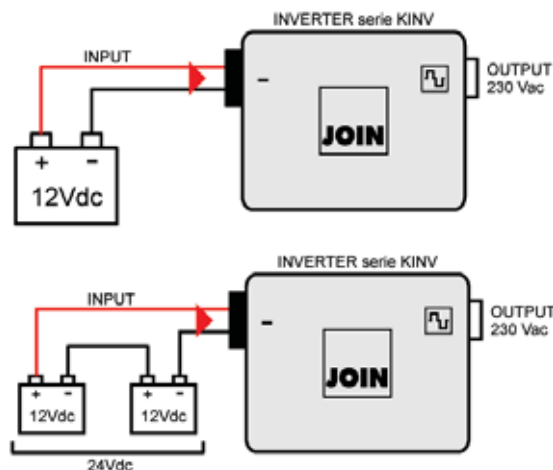 INVERTER serie KINV
INPUT
OUTPUT
230 Vac
-
JOIN
+ -
12Vdc
INVERTER serie KINV
INPUT
OUTPUT
230 Vac
-
JOIN
+ - + -
12Vdc 12Vdc
24Vdc